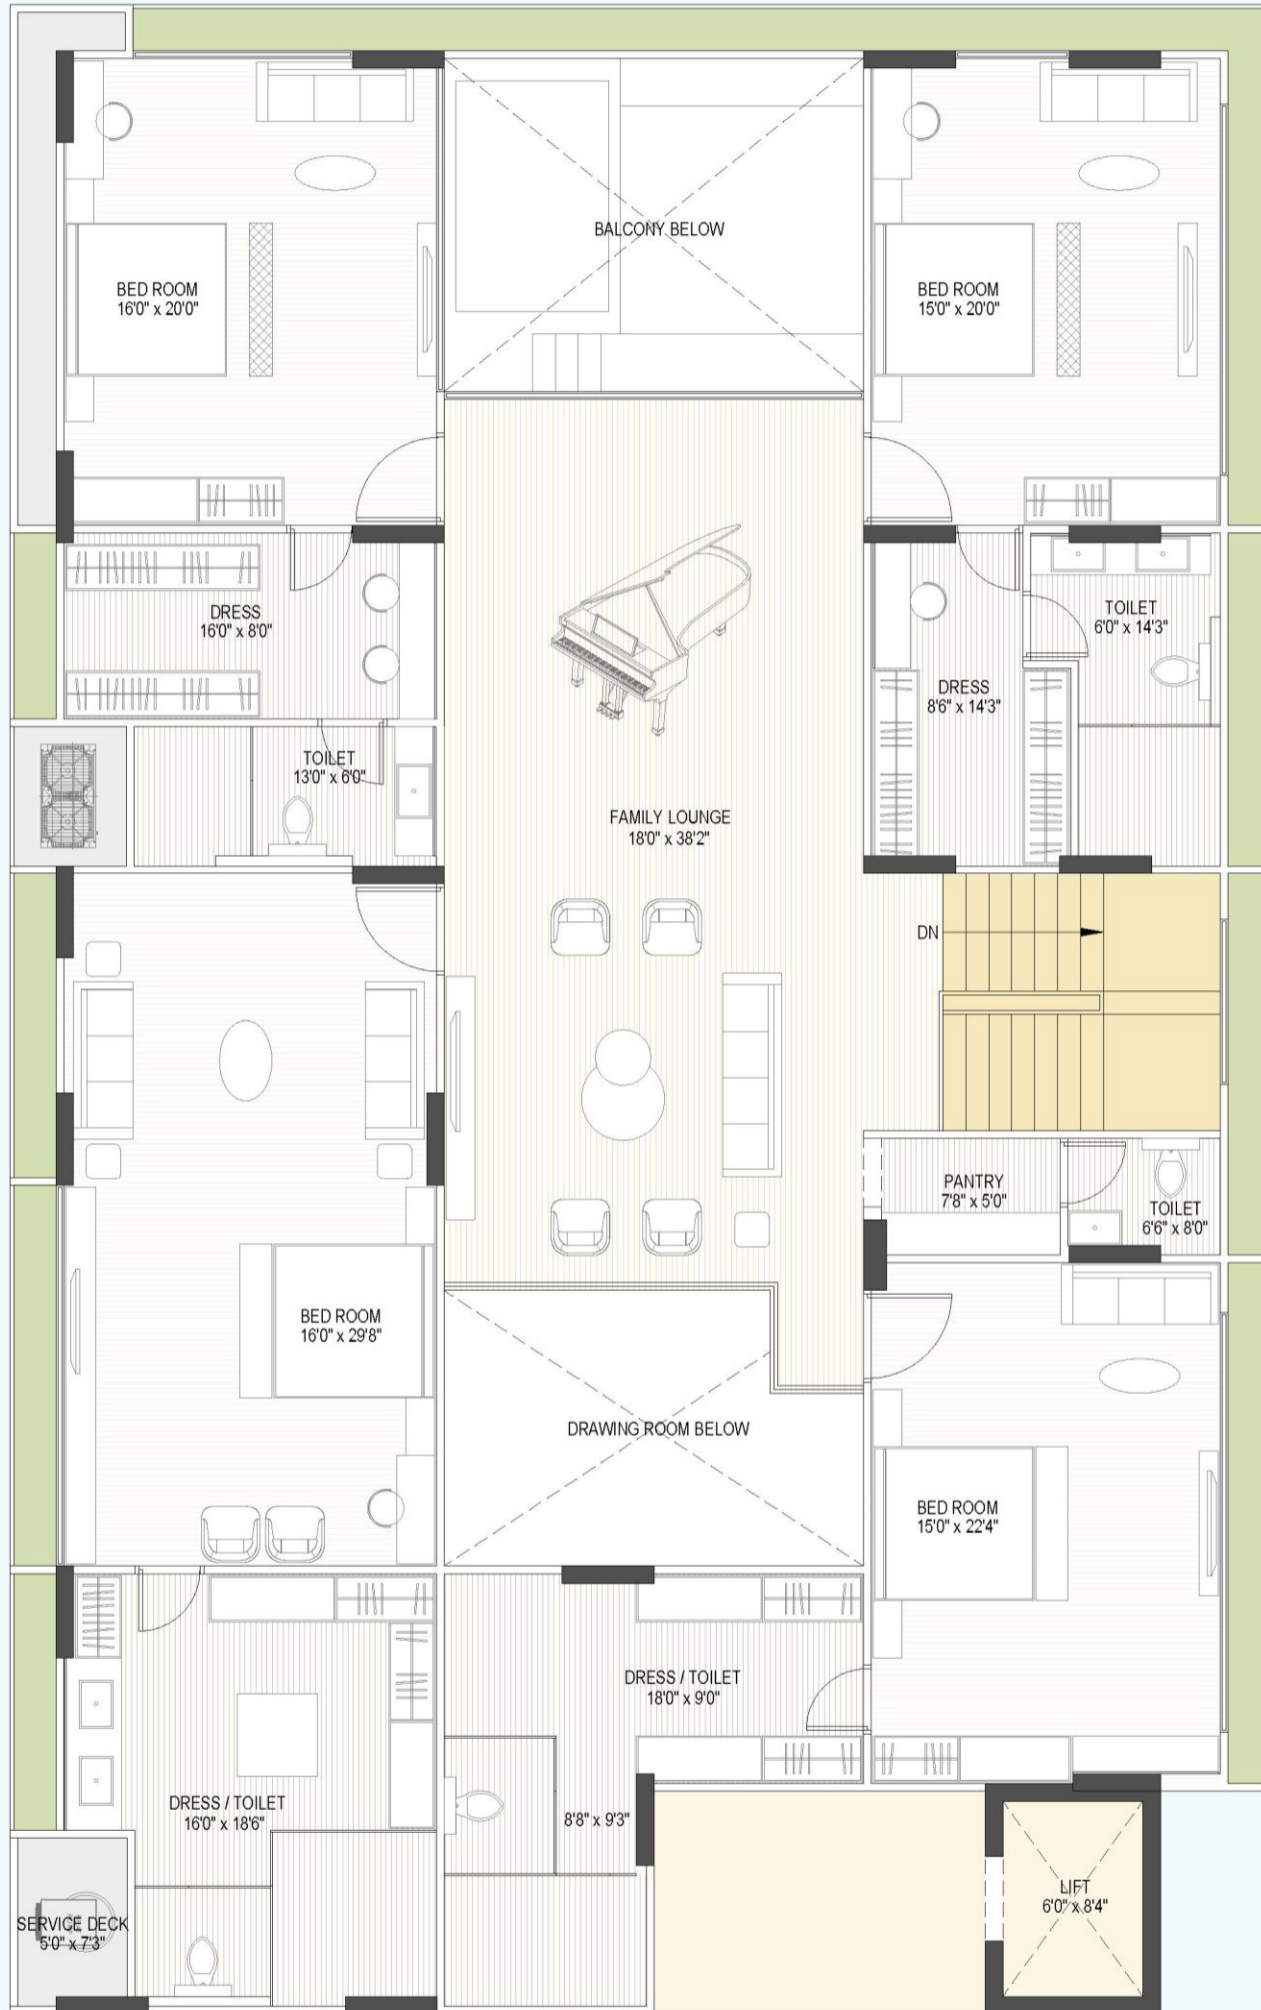 BALCONY BELOW
BED ROOM
16'0" x 20'0"
BED ROOM
15'0" x 20'0"
DRESS
16'0" x 8'0"
TOILET
6'0" x 14'3"
DRESS
8'6" x 14'3"
TOILET
13'0" x 6'0"
FAMILY LOUNGE
18'0" x 38'2"
DN
PANTRY
7'8" x 5'0"
TOILET
6'6" x 8'0"
BED ROOM
16'0" x 29'8"
DRAWING ROOM BELOW
BED ROOM
15'0" x 22'4"
DRESS / TOILET
18'0" x 9'0"
DRESS / TOILET
16'0" x 18'6"
8'8" x 9'3"
LIFT
6'0" x 8'4"
SERVICE DECK
5'0" x 7'3"